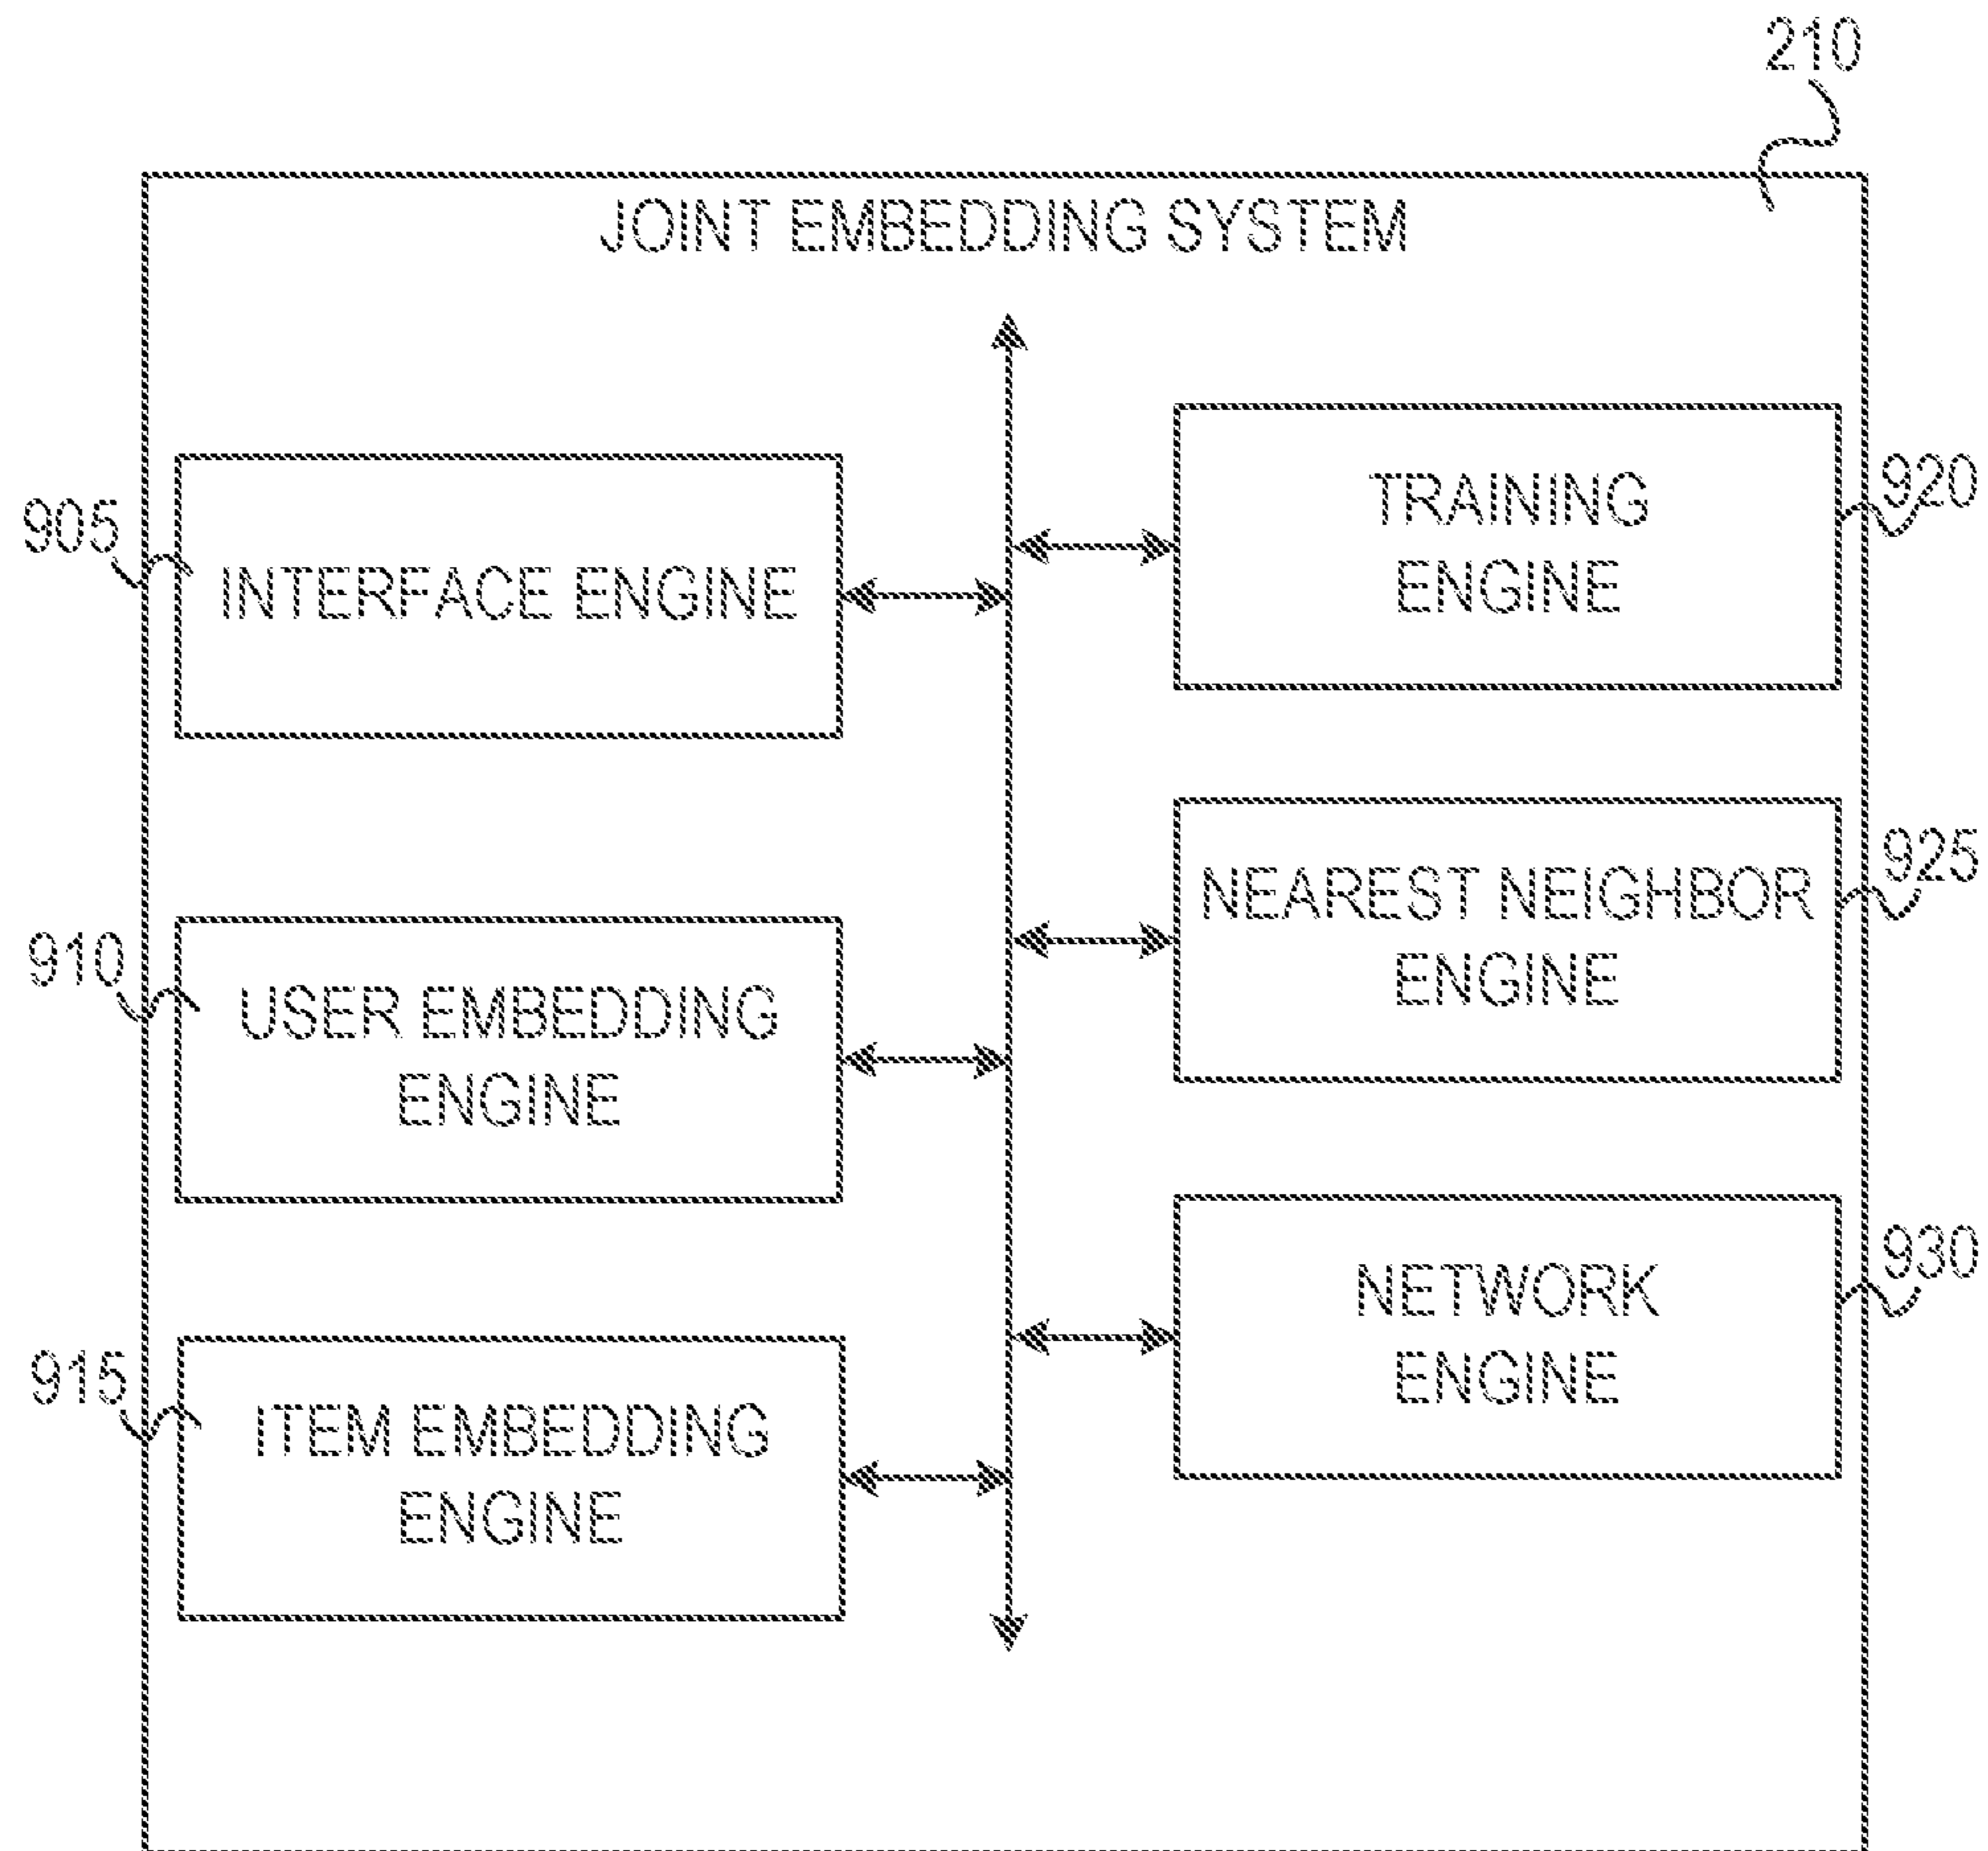 210
JOINT EMBEDDING SYSTEM
905
INTERFACE ENGINE
910
USER EMBEDDING
ENGINE
915
ITEM EMBEDDING
ENGINE
920
TRAINING
ENGINE
925
NEAREST NEIGHBOR
ENGINE
930
NETWORK
ENGINE